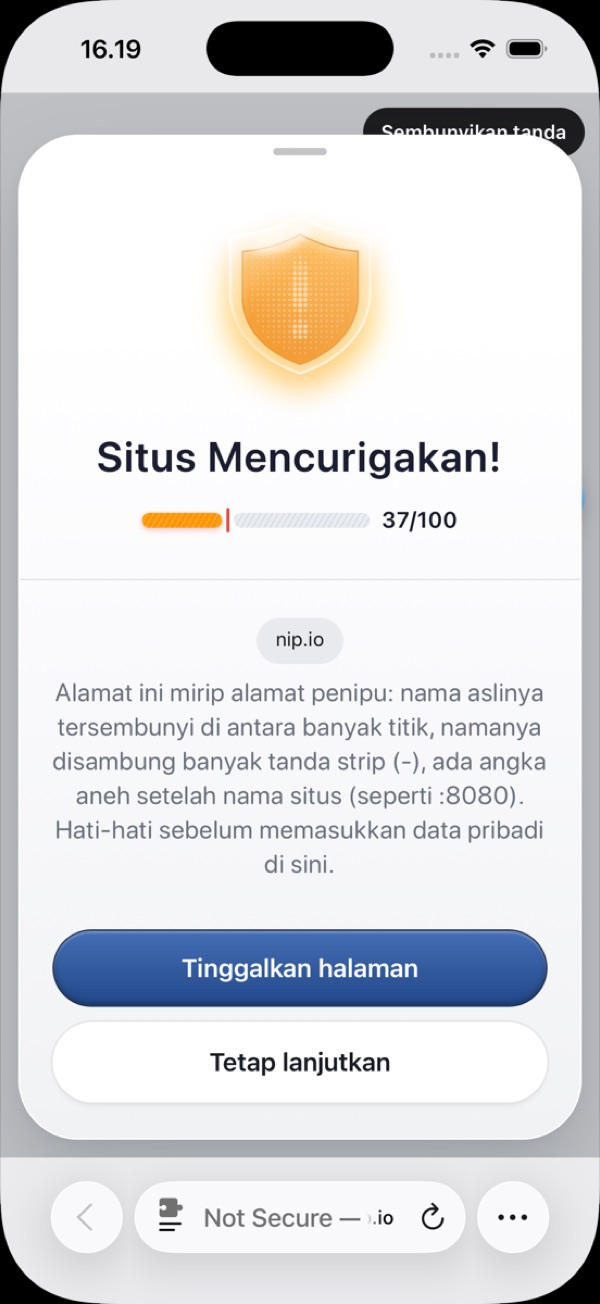 16.19
Sembunyikan tanda
Situs Mencurigakan!
37/100
nip.io
Alamat ini mirip alamat penipu: nama aslinya
tersembunyi di antara banyak titik, namanya
disambung banyak tanda strip (-), ada angka
aneh setelah nama situs (seperti :8080).
Hati-hati sebelum memasukkan data pribadi
di sini.
Tinggalkan halaman
Tetap lanjutkan
Not Secure — .io